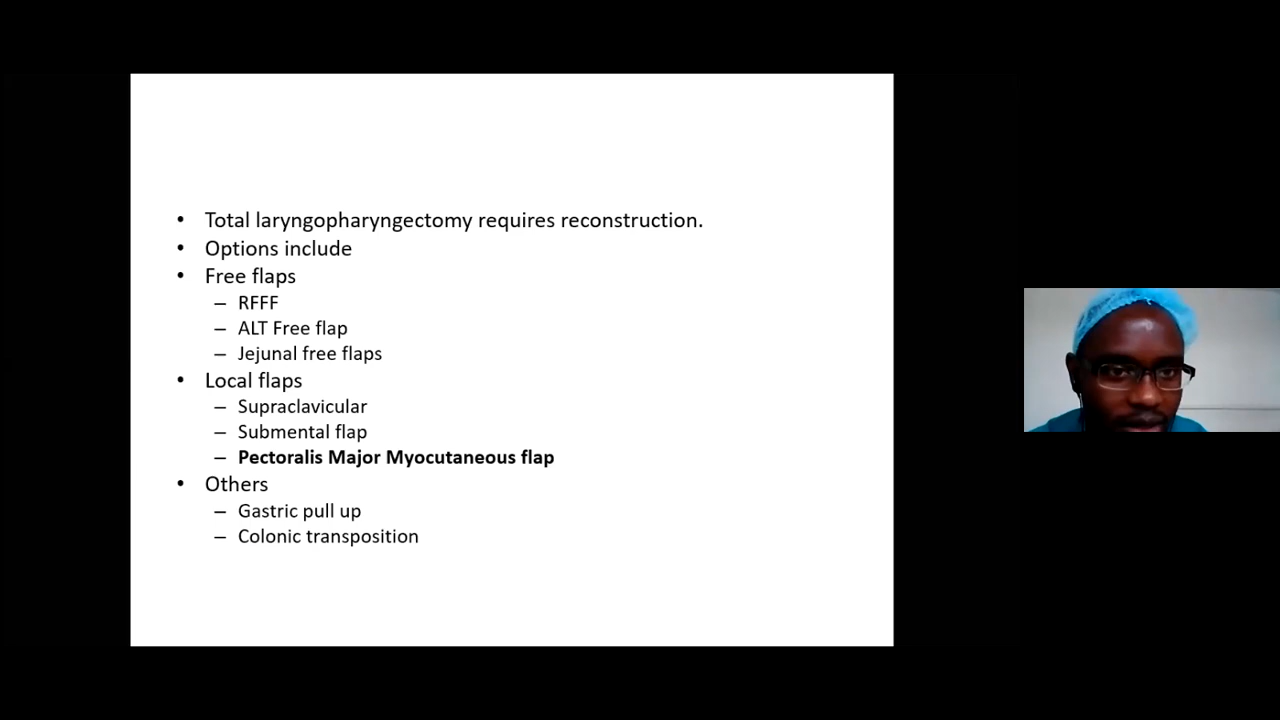 • Total laryngopharyngectomy requires reconstruction.
• Options include
• Free flaps
– RFFF
– ALT Free flap
– Jejunal free flaps
• Local flaps
– Supraclavicular
– Submental flap
– Pectoralis Major Myocutaneous flap
• Others
– Gastric pull up
– Colonic transposition